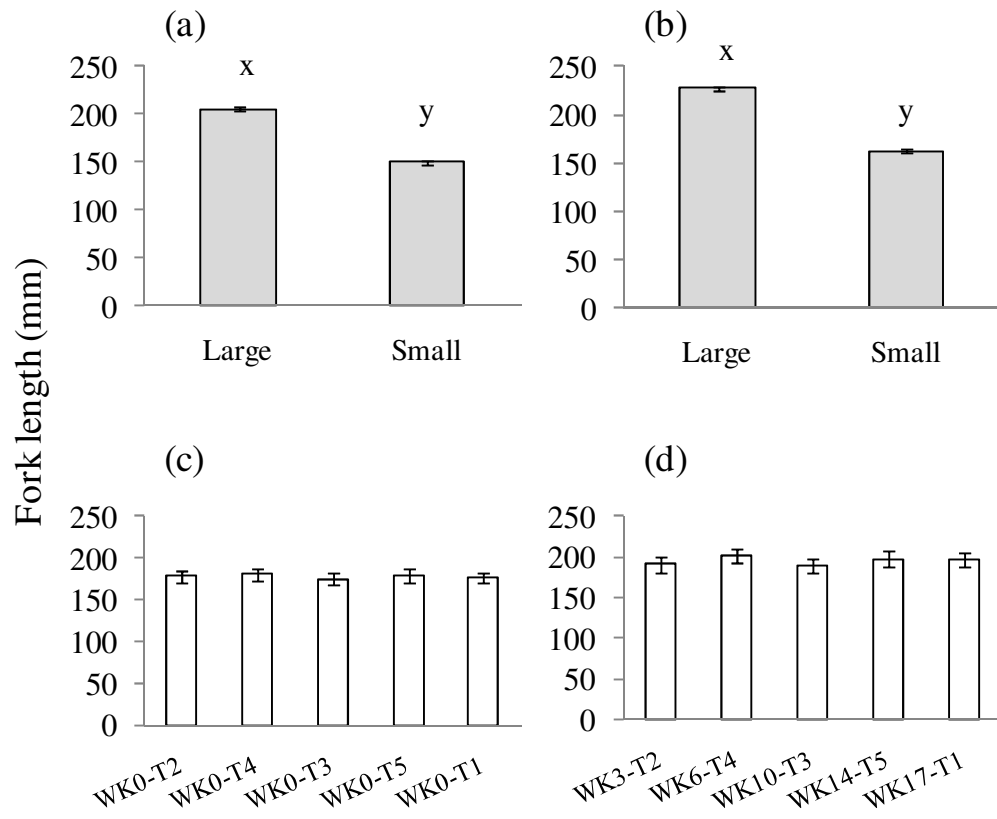 Fork length (mm)
(a)
250
200
150
100
50
0
x
y
Large
Small
(b)
250
200
150
100
50
0
x
y
Large
Small
(c)
250
200
150
100
50
0
WK0-T2
WK0-T4
WK0-T3
WK0-T5
WK0-T1
(d)
250
200
150
100
50
0
WK3-T2
WK6-T4
WK10-T3
WK14-T5
WK17-T1